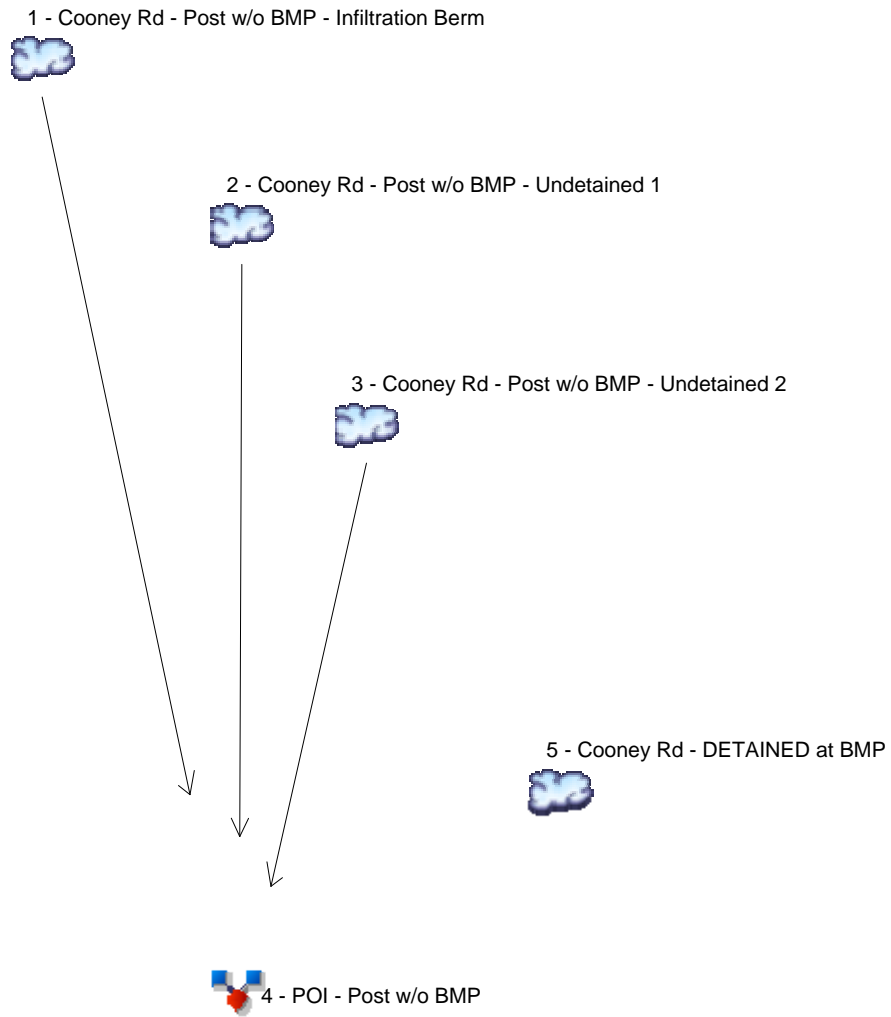 1 - Cooney Rd - Post w/o BMP - Infiltration Berm
2 - Cooney Rd - Post w/o BMP - Undetained 1
3 - Cooney Rd - Post w/o BMP - Undetained 2
5 - Cooney Rd - DETAINED at BMP
4 - POI - Post w/o BMP